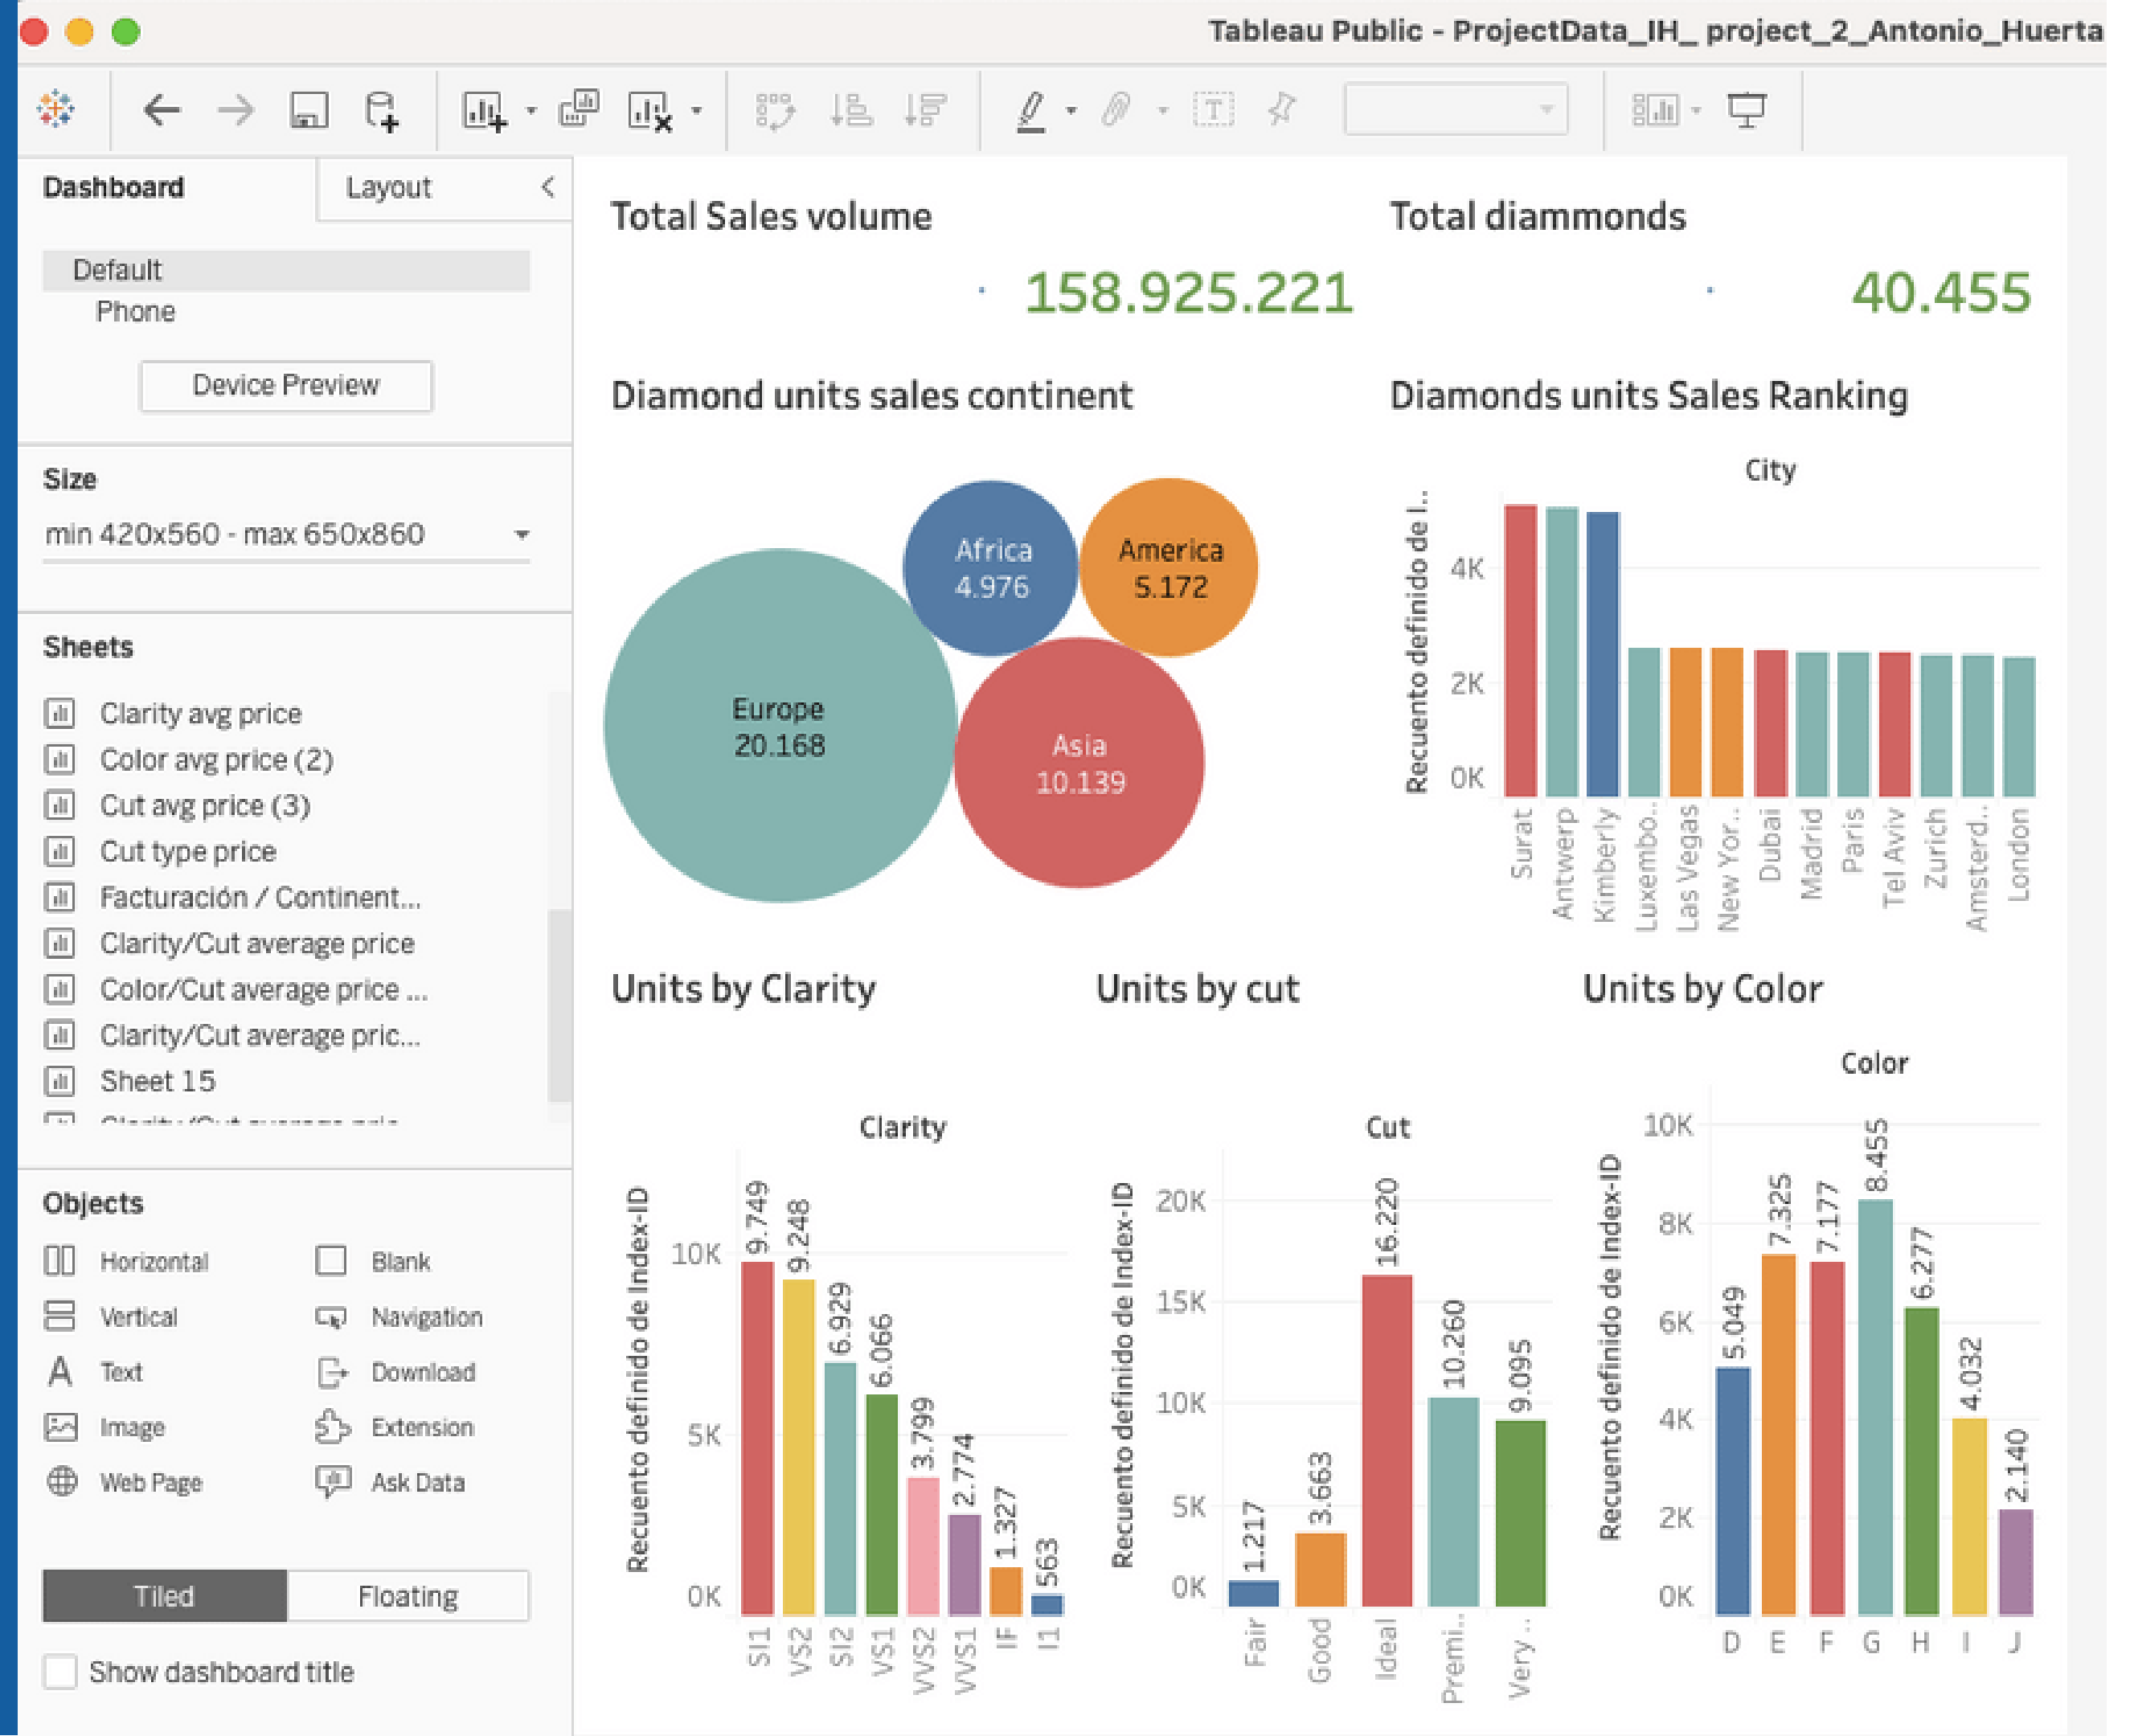 Tableau Public - ProjectData_IH_ project_2_Antonio_Huerta
Dashboard
Layout
Default
Phone
Device Preview
Size
min 420x560 - max 650x860
Sheets
Clarity avg price
Color avg price (2)
Cut avg price (3)
Cut type price
Facturación / Continent...
Clarity/Cut average price
Color/Cut average price ...
Clarity/Cut average pric...
Sheet 15
Objects
Horizontal
Blank
Vertical
Navigation
Text
Download
Image
Extension
Web Page
Ask Data
Tiled
Floating
Show dashboard title
Total Sales volume
158.925.221
Total diammonds
40.455
Diamond units sales continent
Africa
4.976
America
5.172
Europe
20.168
Asia
10.139
Diamonds units Sales Ranking
City
Recuento definido de I..
4K
2K
0K
Surat
Antwerp
Kimberly
Luxembo..
Las Vegas
New Yor..
Dubai
Madrid
Paris
Tel Aviv
Zurich
Amsterd..
London
Units by Clarity
Clarity
Recuento definido de Index-ID
10K
5K
0K
9.749
9.248
6.929
6.066
3.799
2.774
1.327
563
SI1
VS2
SI2
VS1
VVS2
VVS1
IF
I1
Units by cut
Cut
Recuento definido de Index-ID
20K
15K
10K
5K
0K
1.217
3.663
16.220
10.260
9.095
Fair
Good
Ideal
Premi..
Very ..
Units by Color
Color
Recuento definido de Index-ID
10K
8K
6K
4K
2K
0K
5.049
7.325
7.177
8.455
6.277
4.032
2.140
D
E
F
G
H
I
J